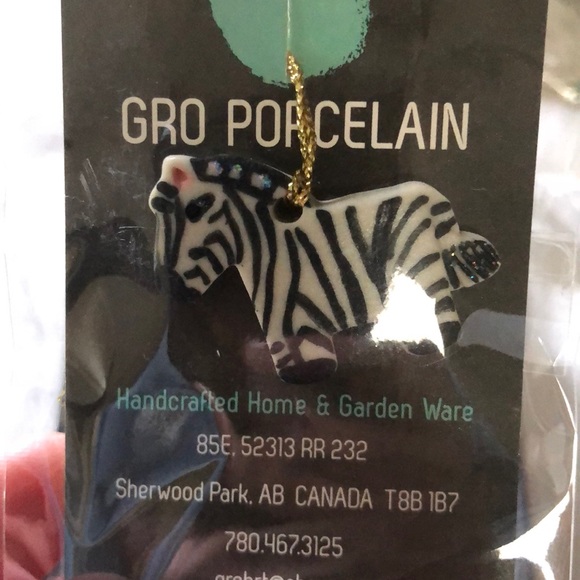 GRO PORCELAIN
Handcrafted Home & Garden Ware
85E, 52313 RR 232
Sherwood Park, AB CANADA T8B 1B7
780.467.3125